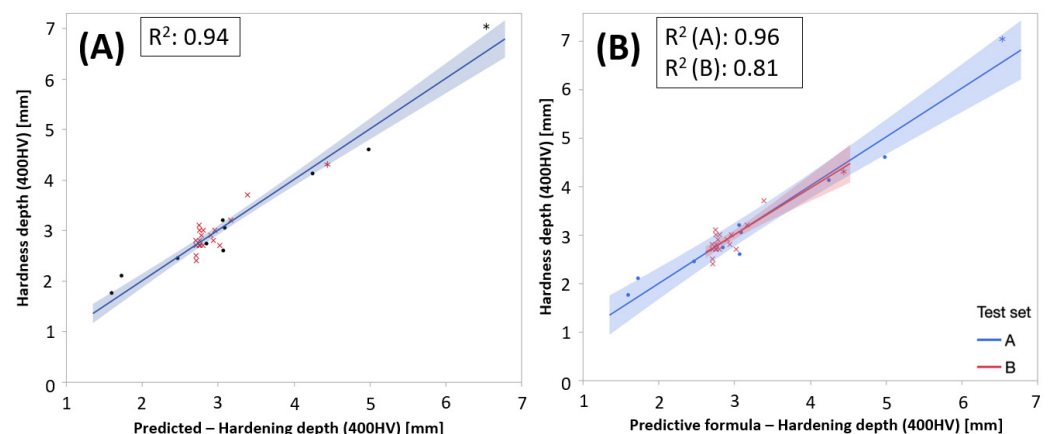 (A)
R²: 0.94
7
6
5
4
3
2
1
0
Hardness depth (400HV) [mm]
1 2 3 4 5 6 7
Predicted – Hardening depth (400HV) [mm]
(B)
R² (A): 0.96
R² (B): 0.81
7
6
5
4
3
2
1
0
Hardness depth (400HV) [mm]
Test set
A
B
1 2 3 4 5 6 7
Predictive formula – Hardening depth (400HV) [mm]